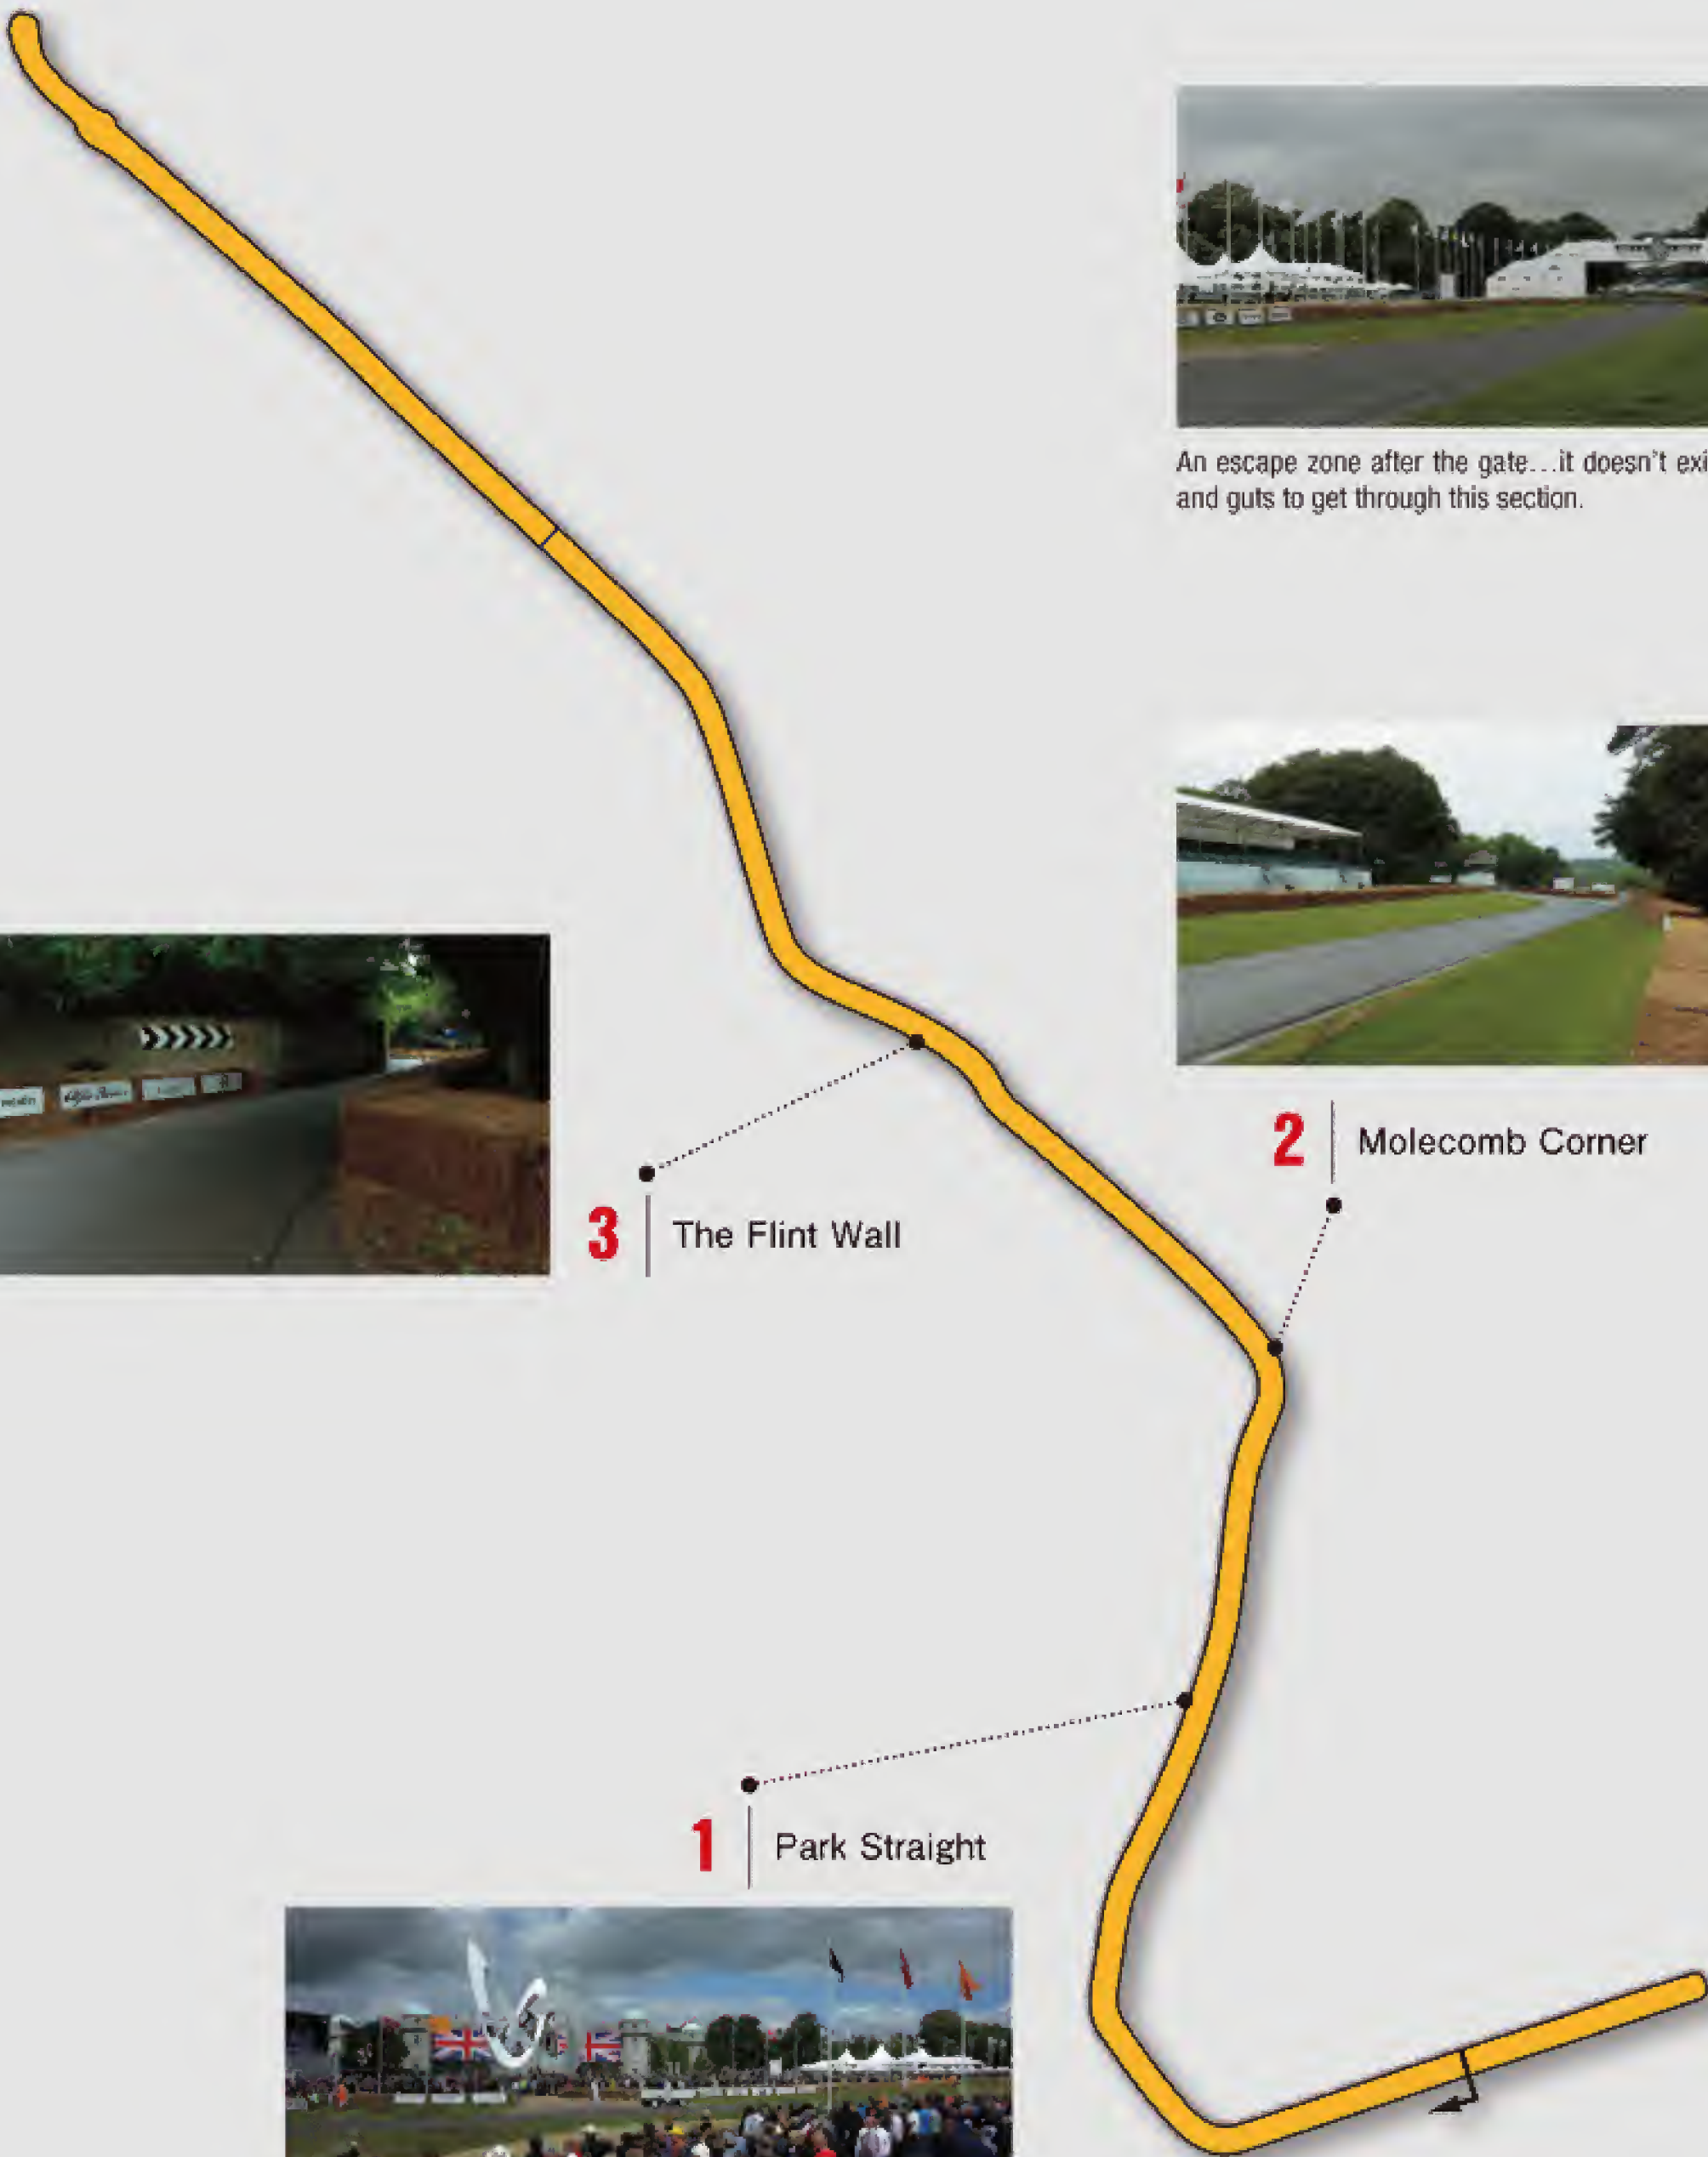 An escape zone after the gate...it doesn't exi
and guts to get through this section.
2
Molecomb Corner
3
The Flint Wall
1
Park Straight